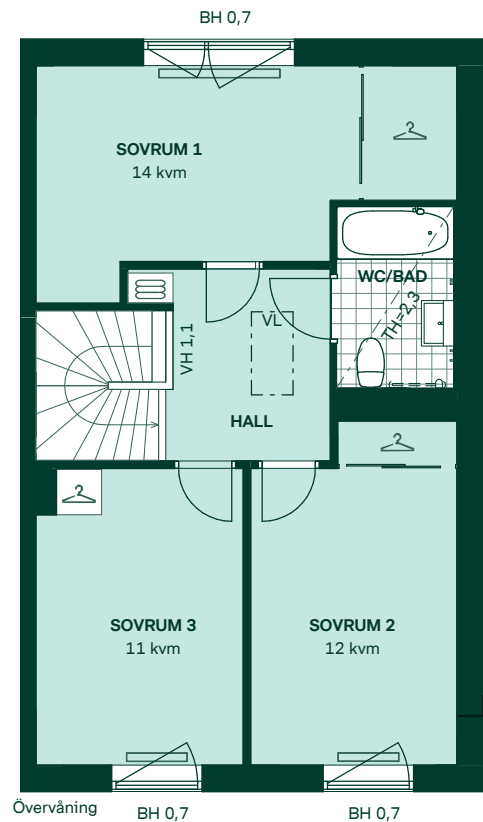 BH 0,7
SOVRUM 1
14 kvm
WC/BAD
TH=2,3
VL
VH 1,1
HALL
SOVRUM 3
11 kvm
SOVRUM 2
12 kvm
Övervåning
BH 0,7
BH 0,7